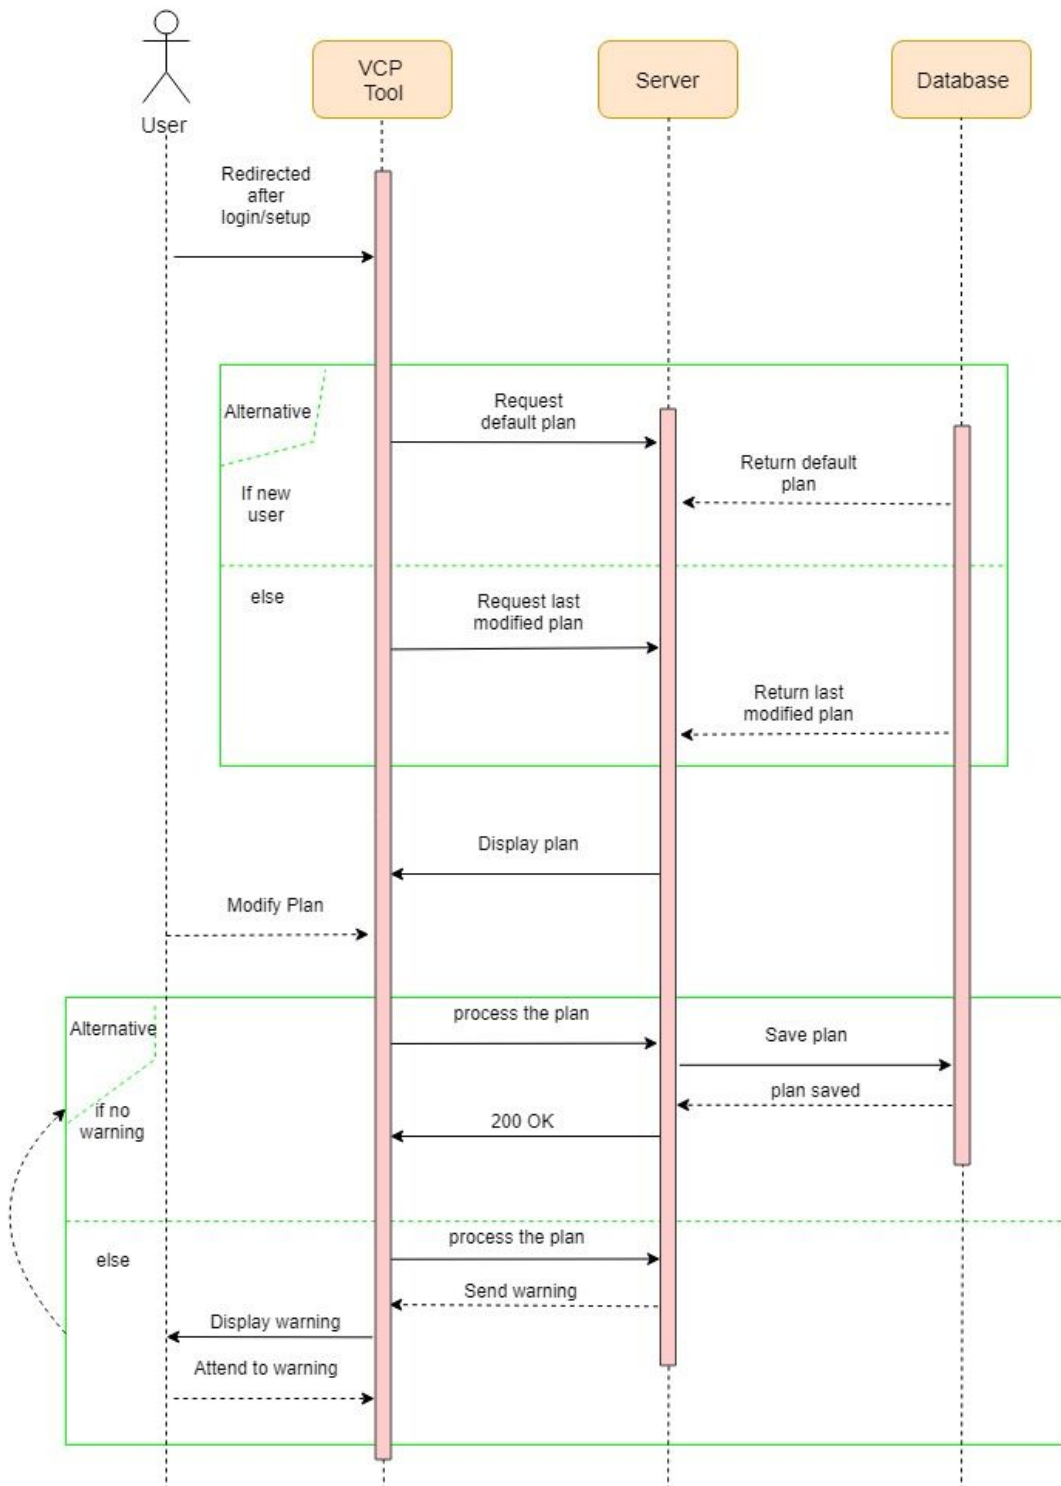 User
VCP
Tool
Server
Database
Redirected
after
login/setup
Alternative
Request
default plan
Return default
plan
If new
user
else
Request last
modified plan
Return last
modified plan
Display plan
Modify Plan
Alternative
process the plan
Save plan
plan saved
if no
warning
200 OK
else
process the plan
Send warning
Display warning
Attend to warning